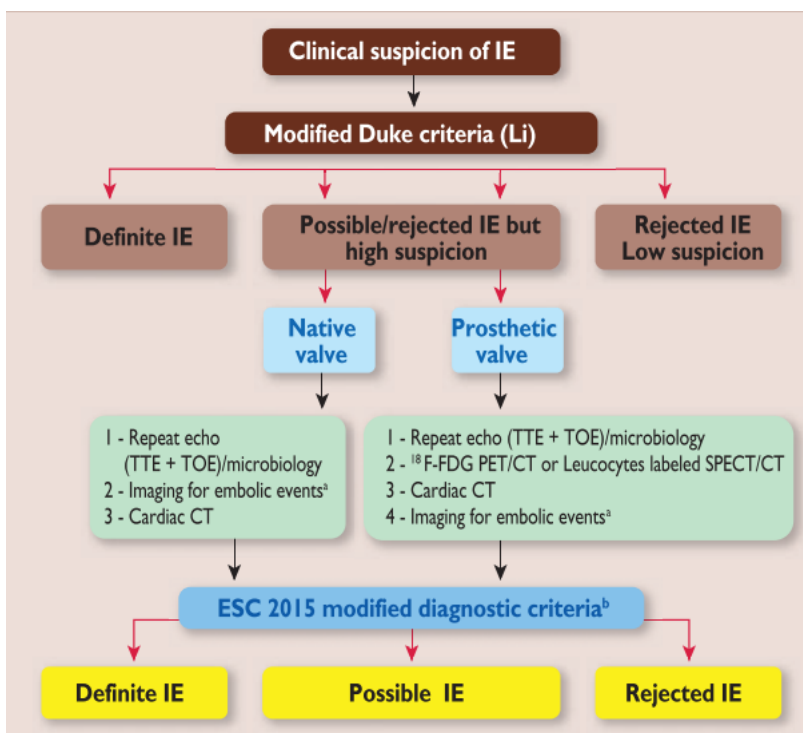 Clinical suspicion of IE
Modified Duke criteria (Li)
Definite IE
Possible/rejected IE but
high suspicion
Rejected IE
Low suspicion
Native
valve
Prosthetic
valve
1 - Repeat echo
(TTE + TOE)/microbiology
2 - Imaging for embolic eventsᵃ
3 - Cardiac CT
1 - Repeat echo (TTE + TOE)/microbiology
2 - ¹⁸F-FDG PET/CT or Leucocytes labeled SPECT/CT
3 - Cardiac CT
4 - Imaging for embolic eventsᵃ
ESC 2015 modified diagnostic criteriaᵇ
Definite IE
Possible IE
Rejected IE